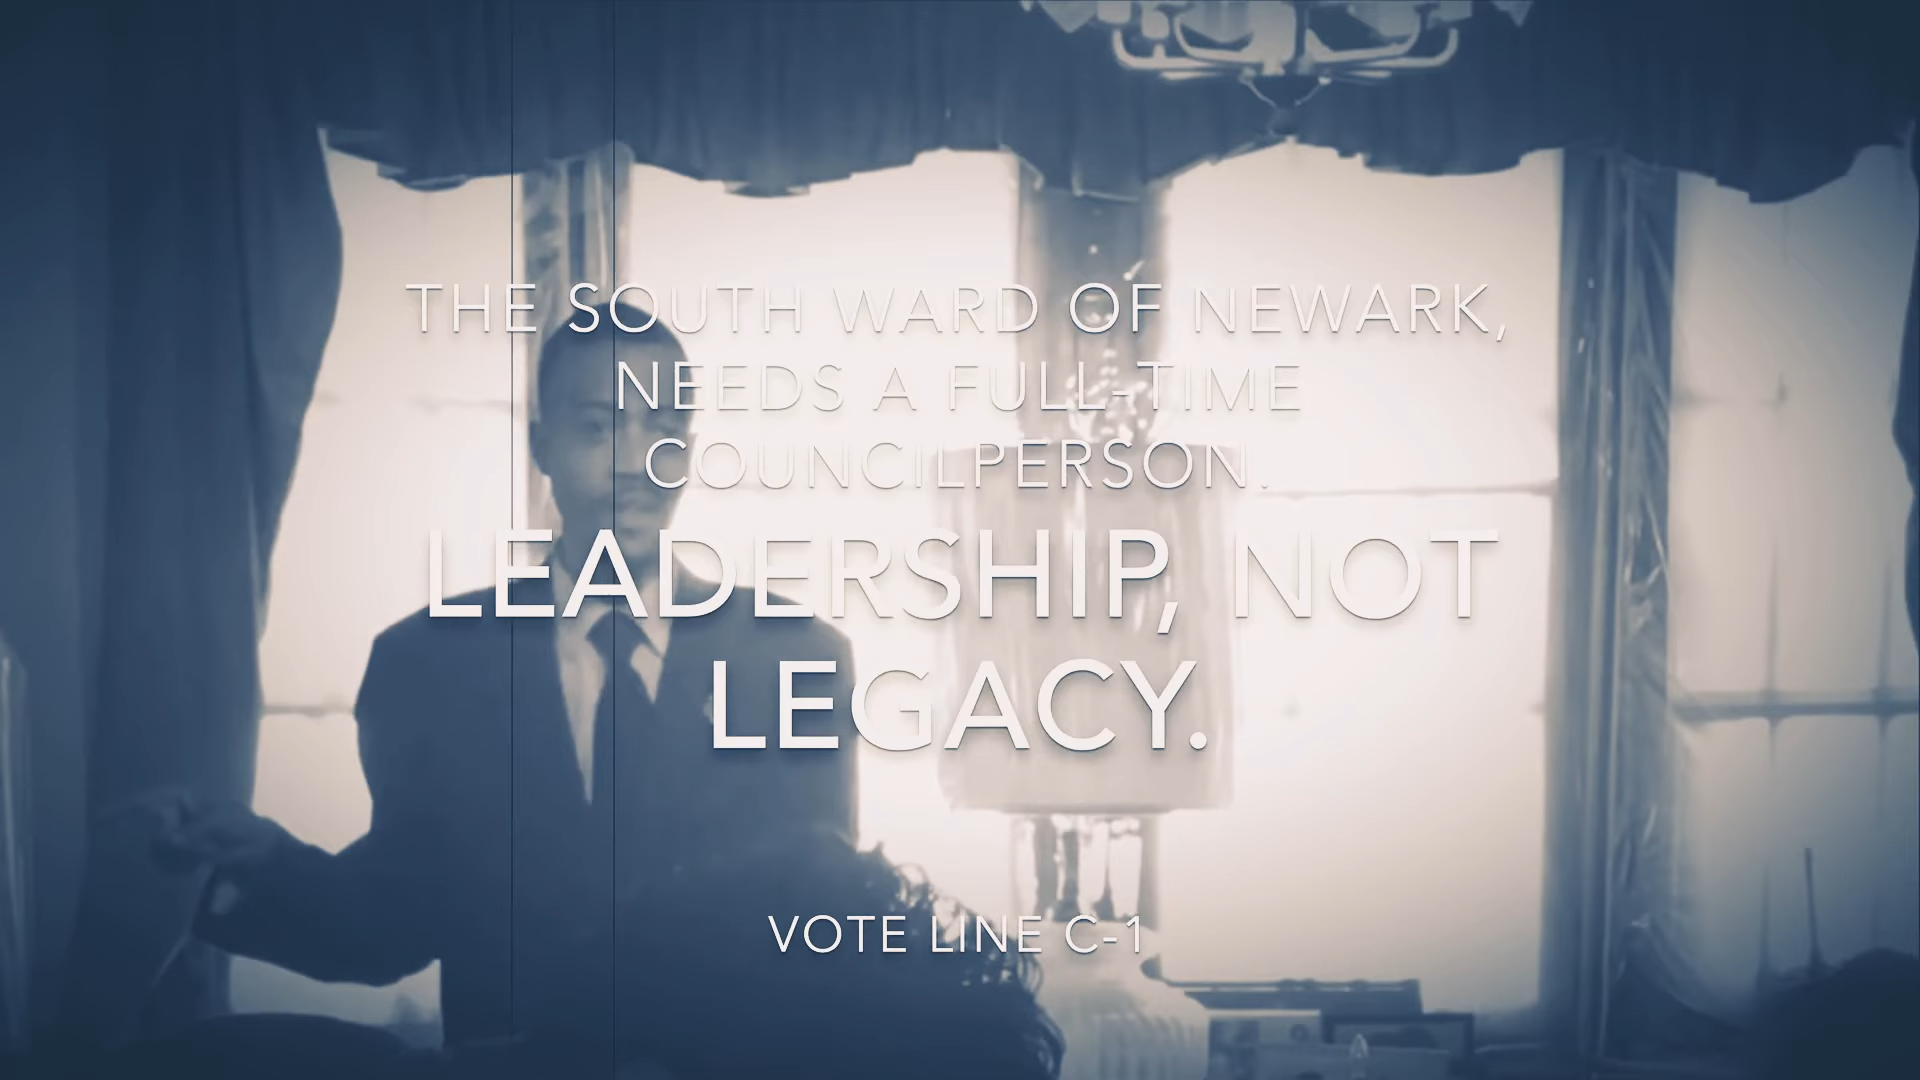 THE SOUTH WARD OF NEWARK,
NEEDS A FULL-TIME
COUNCILPERSON.
LEADERSHIP, NOT
LEGACY.
VOTE LINE C-1